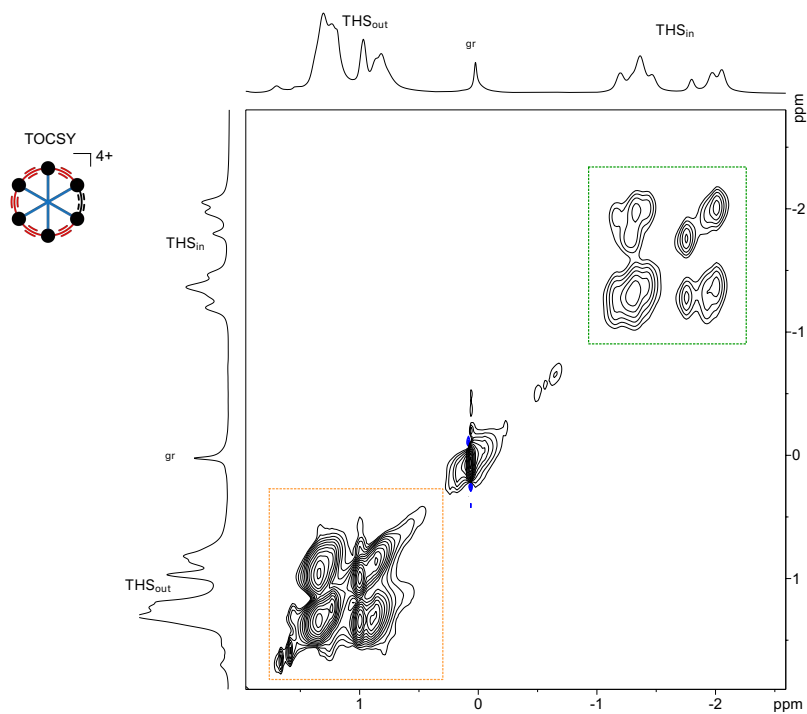 THSout
gr
THSin
TOCSY
4+
THSin
gr
THSout
ppm
-2
-1
0
1
1
0
-1
-2
ppm